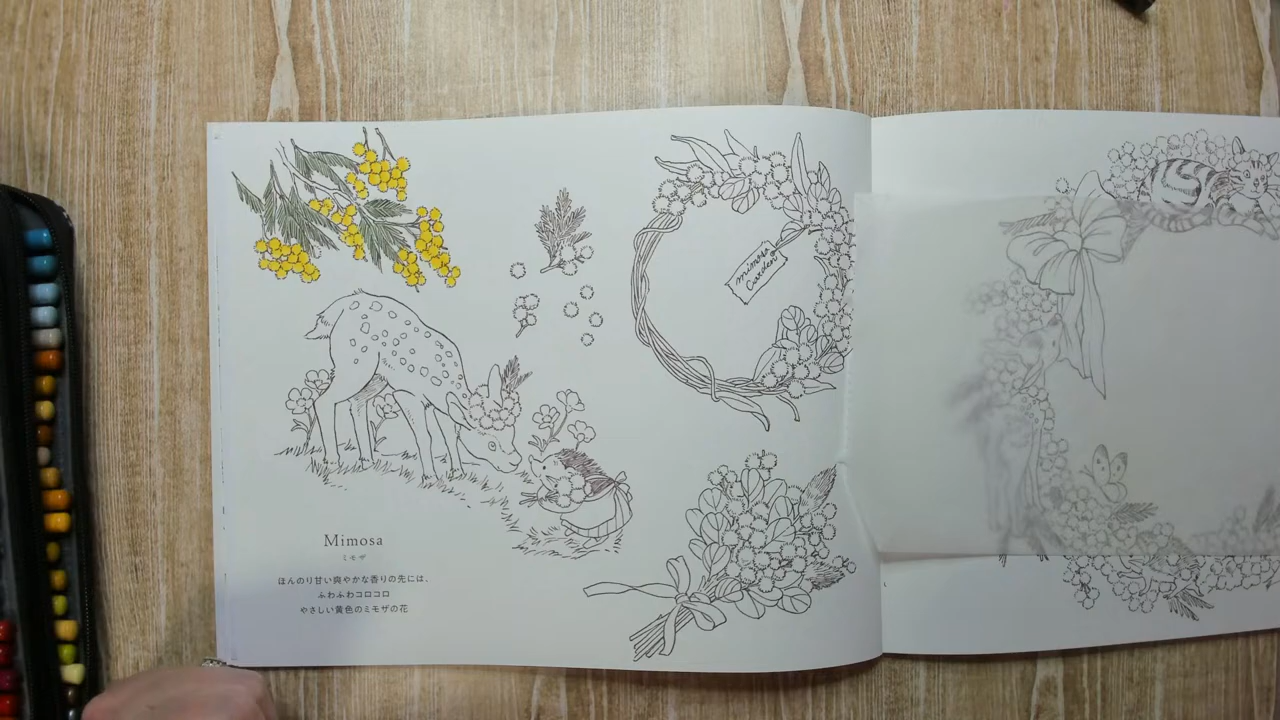 mimosa
Garden
Mimosa
ミモザ
ほんのり甘い爽やかな香りの先には、
ふわふわコロコロ
やさしい黄色のミモザの花